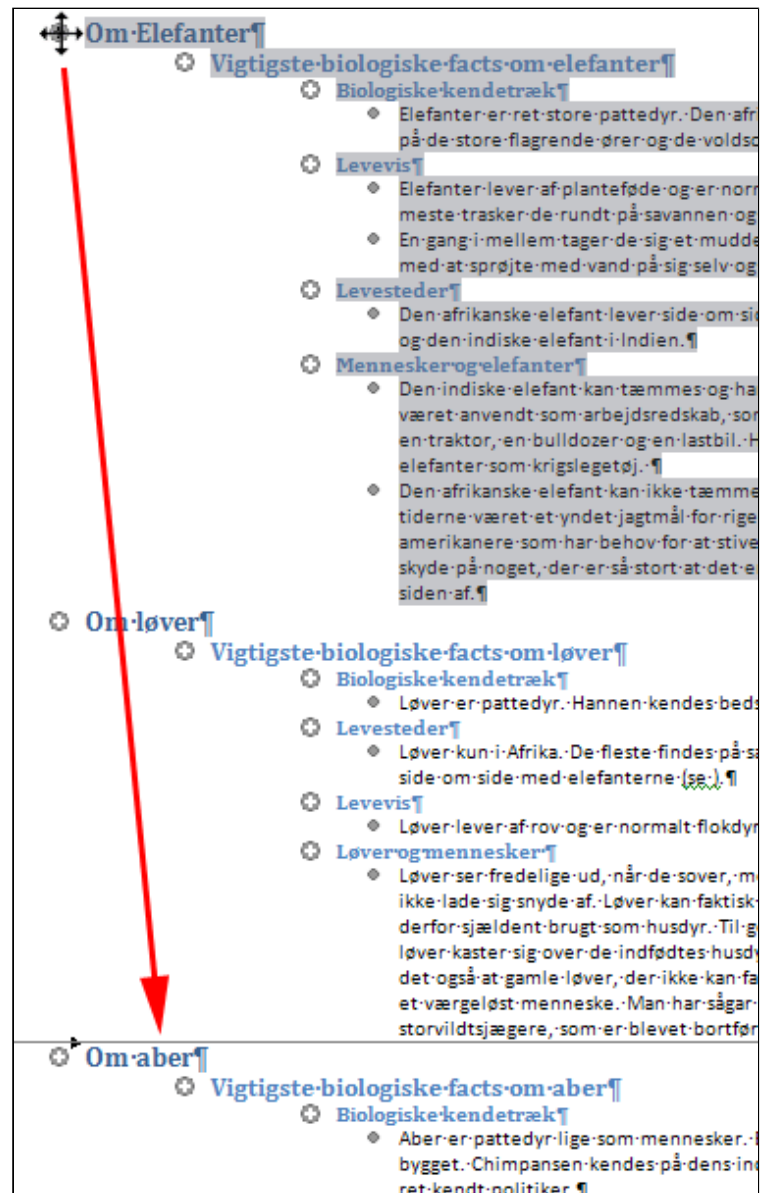 Om·Elefanter¶
Vigtigste·biologiske·facts·om·elefanter¶
Biologiske·kendetræk¶
Elefanter·er·ret·store·pattedyr.·Den·afr
på·de·store·flagrende·ører·og·de·voldso
Levevis¶
Elefanter·lever·af·planteføde·og·er·norr
meste·trasker·de·rundt·på·savannen·og
En·gang·i·mellem·tager·de·sig·et·mudde
med·at·sprøjte·med·vand·på·sig·selv·og
Levesteder¶
Den·afrikanske·elefant·lever·side·om·sid
og·den·indiske·elefant·i·Indien.¶
Mennesker·og·elefanter¶
Den·indiske·elefant·kan·tæmmes·og·ha
været·anvendt·som·arbejdsredskab,·sor
en·traktor,·en·bulldozer·og·en·lastbil.·H
elefanter·som·krigslegetøj.·¶
Den·afrikanske·elefant·kan·ikke·tæmme
tiderne·været·et·yndet·jagtmål·for·rige
amerikanere·som·har·behov·for·at·stive
skyde·på·noget,·der·er·så·stort·at·det·e
siden·af.¶
Om·løver¶
Vigtigste·biologiske·facts·om·løver¶
Biologiske·kendetræk¶
Løver·er·pattedyr.·Hannen·kendes·beds
Levesteder¶
Løver·kun·i·Afrika.·De·fleste·findes·på·sa
side·om·side·med·elefanterne·(se·).¶
Levevis¶
Løver·lever·af·rov·og·er·normalt·flokdyr
Løver·og·mennesker¶
Løver·ser·fredelige·ud,·når·de·sover,·me
ikke·lade·sig·snyde·af.·Løver·kan·faktisk·
derfor·sjældent·brugt·som·husdyr.·Til·ge
løver·kaster·sig·over·de·indfødtes·husdy
det·også·at·gamle·løver,·der·ikke·kan·fa
et·værgeløst·menneske.·Man·har·sågar·
storvildtsjægere,·som·er·blevet·bortfør
Om·aber¶
Vigtigste·biologiske·facts·om·aber¶
Biologiske·kendetræk¶
Aber·er·pattedyr·lige·som·mennesker.·
bygget.·Chimpansen·kendes·på·dens·ind
ret·kendt·politiker.¶